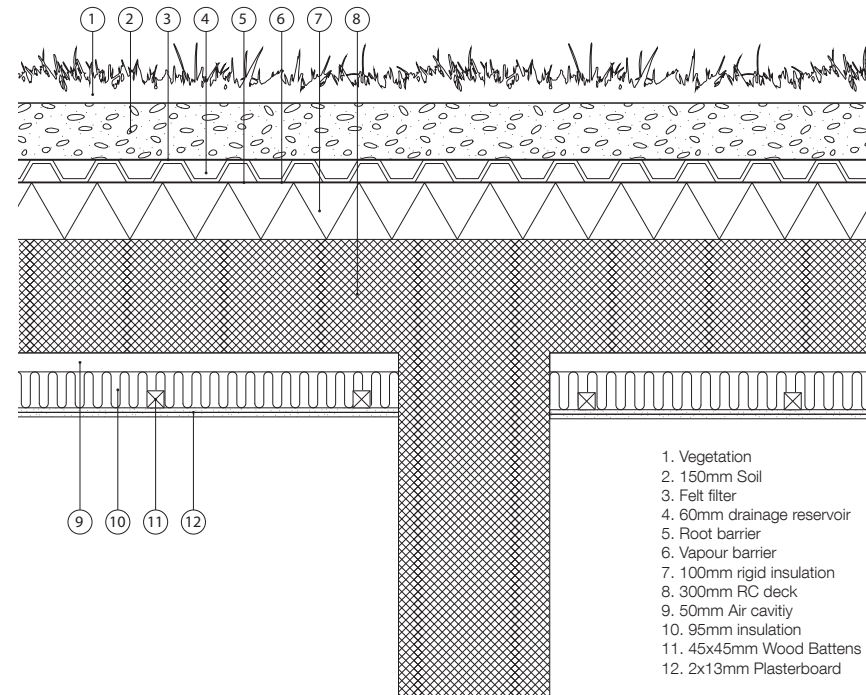 1 2 3 4 5 6 7 8
9 10 11 12
1. Vegetation
2. 150mm Soil
3. Felt filter
4. 60mm drainage reservoir
5. Root barrier
6. Vapour barrier
7. 100mm rigid insulation
8. 300mm RC deck
9. 50mm Air cavitiy
10. 95mm insulation
11. 45x45mm Wood Battens
12. 2x13mm Plasterboard